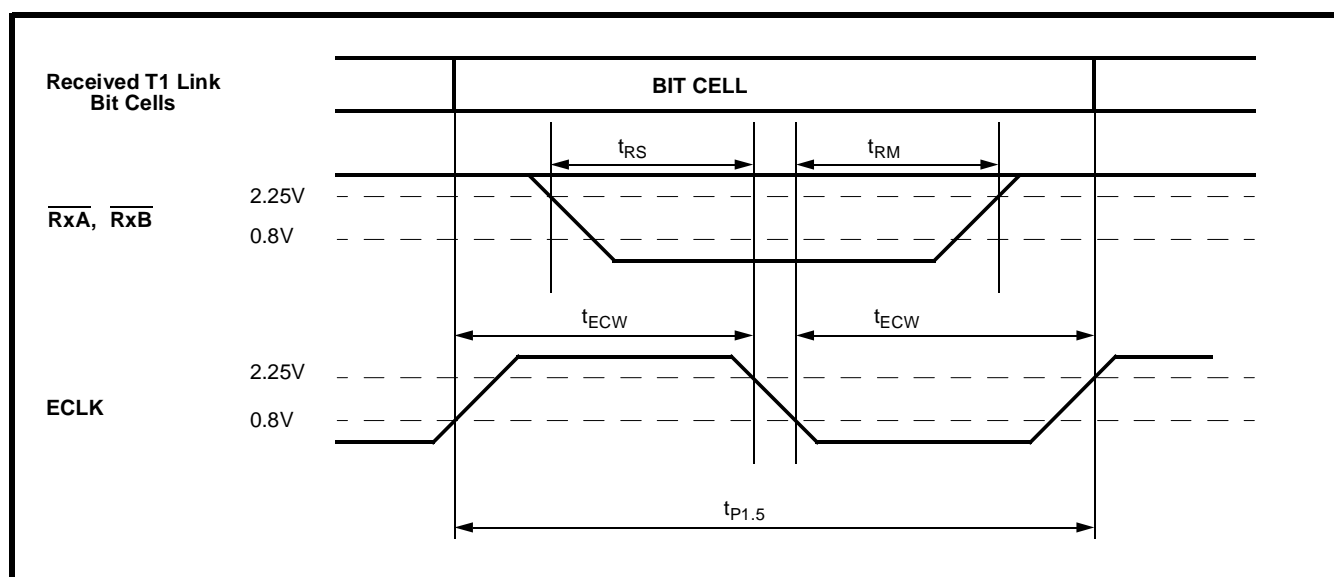 Received T1 Link
Bit Cells
BIT CELL
tRS
tRM
RxA, RxB
2.25V
0.8V
tECW
tECW
ECLK
2.25V
0.8V
tP1.5